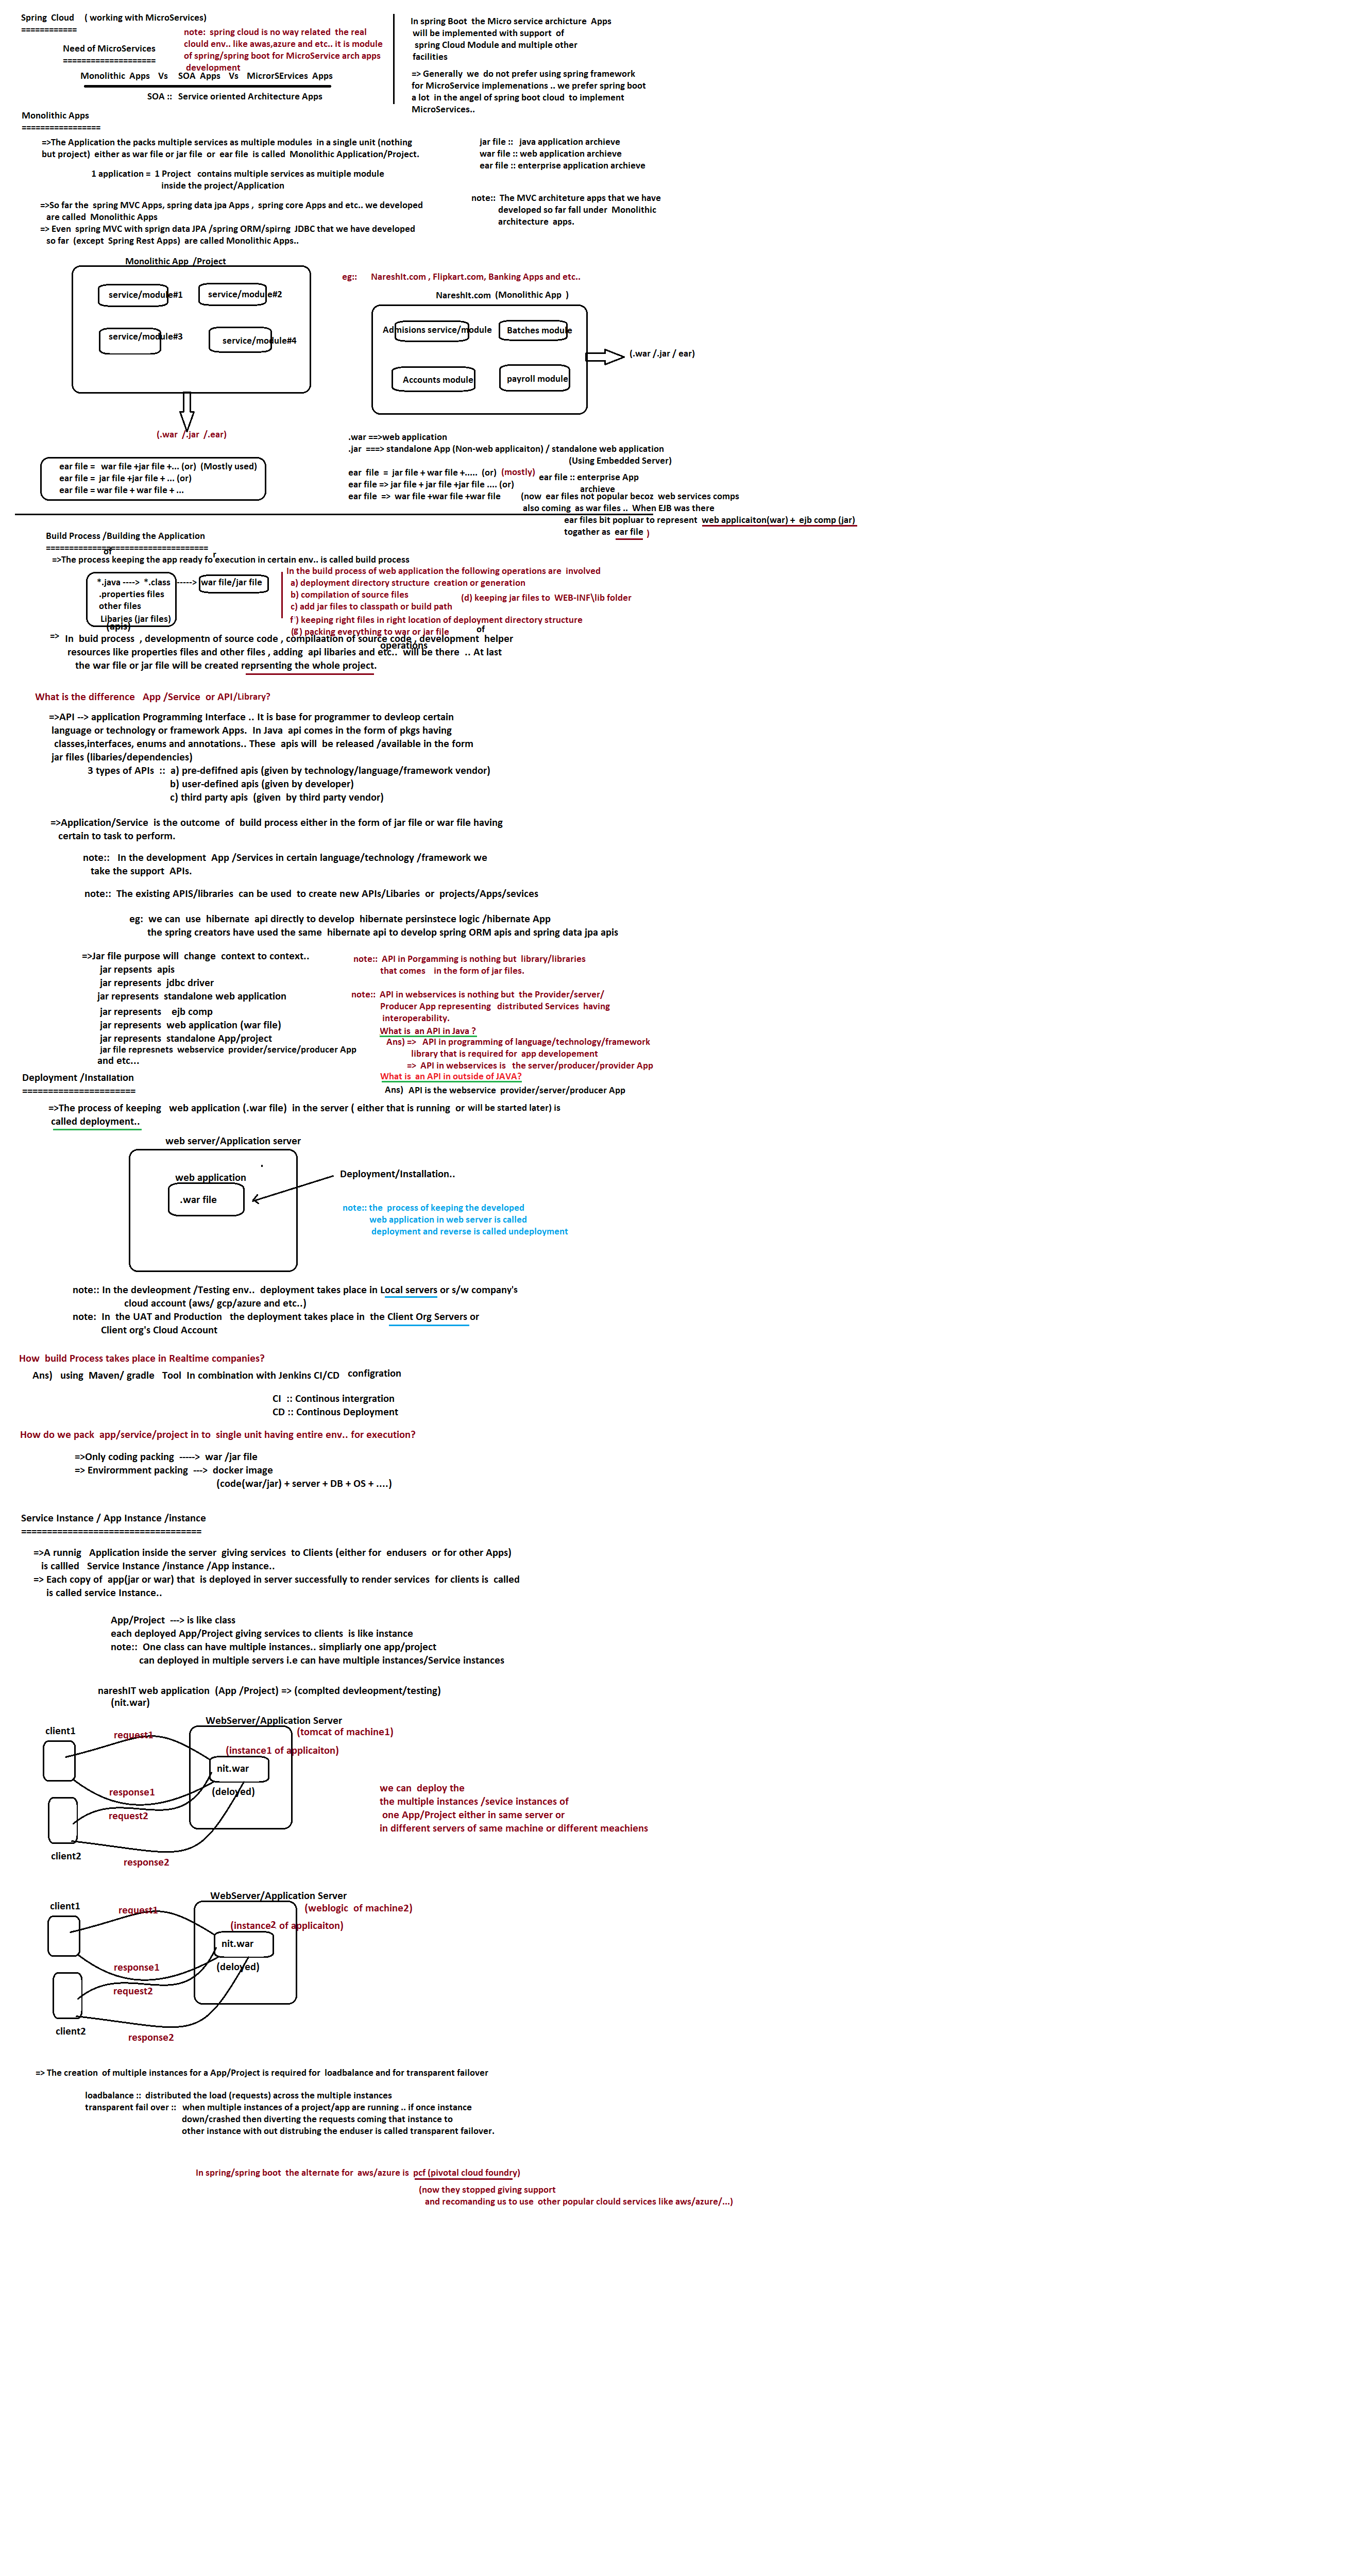 Spring Cloud ( working with MicroServices)
============
note: spring cloud is no way related the real
clould env.. like awas,azure and etc.. it is module
of spring/spring boot for MicroService arch apps
development
Need of MicroServices
====================
Monolithic Apps Vs SOA Apps Vs MicrorSErvices Apps
SOA :: Service oriented Architecture Apps
In spring Boot the Micro service archicture Apps
will be implemented with support of
spring Cloud Module and multiple other
facilities
=> Generally we do not prefer using spring framework
for MicroService implemenations .. we prefer spring boot
a lot in the angel of spring boot cloud to implement
MicroServices..
Monolithic Apps
=================
=>The Application the packs multiple services as multiple modules in a single unit (nothing
but project) either as war file or jar file or ear file is called Monolithic Application/Project.
1 application = 1 Project contains multiple services as muitiple module
inside the project/Application
=>So far the spring MVC Apps, spring data jpa Apps , spring core Apps and etc.. we developed
are called Monolithic Apps
=> Even spring MVC with sprign data JPA /spring ORM/spirng JDBC that we have developed
so far (except Spring Rest Apps) are called Monolithic Apps..
jar file :: java application archieve
war file :: web application archieve
ear file :: enterprise application archieve
note:: The MVC architeture apps that we have
developed so far fall under Monolithic
architecture apps.
Monolithic App /Project
service/module#1
service/module#2
service/module#3
service/module#4
(.war /.jar /.ear)
eg:: NareshIt.com , Flipkart.com, Banking Apps and etc..
NareshIt.com (Monolithic App )
Admisions service/module
Batches module
Accounts module
payroll module
(.war /.jar / ear)
ear file = war file +jar file +... (or) (Mostly used)
ear file = jar file +jar file + ... (or)
ear file = war file + war file + ...
.war ==>web application
.jar ===> standalone App (Non-web applicaiton) / standalone web application
(Using Embedded Server)
ear file = jar file + war file +..... (or) (mostly)
ear file => jar file + jar file +jar file .... (or)
ear file => war file +war file +war file
ear file :: enterprise App
archieve
(now ear files not popular becoz web services comps
also coming as war files .. When EJB was there
ear files bit popluar to represent web applicaiton(war) + ejb comp (jar)
togather as ear file )
Build Process /Building the Application
====================================
=>The process of keeping the app ready for execution in certain env.. is called build process
*.java ----> *.class -----> war file/jar file
.properties files
other files
Libaries (jar files)
(apis)
In the build process of web application the following operations are involved
a) deployment directory structure creation or generation
b) compilation of source files
c) add jar files to classpath or build path
(d) keeping jar files to WEB-INF\lib folder
f ) keeping right files in right location of deployment directory structure
(g) packing everything to war or jar file
=> In buid process , developmentn of source code , compilaation of source code , development of helper
operations
resources like properties files and other files , adding api libaries and etc.. will be there .. At last
the war file or jar file will be created reprsenting the whole project.
What is the difference App /Service or API/Library?
=>API --> application Programming Interface .. It is base for programmer to devleop certain
language or technology or framework Apps. In Java api comes in the form of pkgs having
classes,interfaces, enums and annotations.. These apis will be released /available in the form
jar files (libaries/dependencies)
3 types of APIs :: a) pre-defifned apis (given by technology/language/framework vendor)
b) user-defifned apis (given by developer)
c) third party apis (given by third party vendor)
=>Application/Service is the outcome of build process either in the form of jar file or war file having
certain to task to perform.
note:: In the development App /Services in certain language/technology /framework we
take the support APIs.
note:: The existing APIS/libraries can be used to create new APIs/Libaries or projects/Apps/sevices
eg: we can use hibernate api directly to develop hibernate persinstece logic /hibernate App
the spring creators have used the same hibernate api to develop spring ORM apis and spring data jpa apis
=>Jar file purpose will change context to context..
jar repsents apis
jar represents jdbc driver
jar represents standalone web application
jar represents ejb comp
jar represents web application (war file)
jar represents standalone App/project
jar file represnets webservice provider/service/producer App
and etc...
note:: API in Porgamming is nothing but library/libraries
that comes in the form of jar files.
note:: API in webservices is nothing but the Provider/server/
Producer App representing distributed Services having
interoperability.
What is an API in Java ?
Ans) => API in programming of language/technology/framework
library that is required for app developement
=> API in webservices is the server/producer/provider App
What is an API in outside of JAVA?
Ans) API is the webservice provider/server/producer App
Deployment /Installation
======================
=>The process of keeping web application (.war file) in the server ( either that is running or will be started later) is
called deployment..
web server/Application server
web application
.war file
Deployment/Installation..
note:: the process of keeping the developed
web application in web server is called
deployment and reverse is called undeployment
note:: In the devleopment /Testing env.. deployment takes place in Local servers or s/w company's
cloud account (aws/ gcp/azure and etc..)
note: In the UAT and Production the deployment takes place in the Client Org Servers or
Client org's Cloud Account
How build Process takes place in Realtime companies?
Ans) using Maven/ gradle Tool In combination with Jenkins CI/CD configration
CI :: Continous intergration
CD :: Continous Deployment
How do we pack app/service/project in to single unit having entire env.. for execution?
=>Only coding packing -----> war /jar file
=> Envirormment packing ---> docker image
(code(war/jar) + server + DB + OS + ....)
Service Instance / App Instance /instance
===================================
=>A runnig Application inside the server giving services to Clients (either for endusers or for other Apps)
is callled Service Instance /instance /App instance..
=> Each copy of app(jar or war) that is deployed in server successfully to render services for clients is called
is called service Instance..
App/Project ---> is like class
each deployed App/Project giving services to clients is like instance
note:: One class can have multiple instances.. simpliarly one app/project
can deployed in multiple servers i.e can have multiple instances/Service instances
nareshIT web application (App /Project) => (complted devleopment/testing)
(nit.war)
WebServer/Application Server
(tomcat of machine1)
client1
request1
(instance1 of applicaiton)
nit.war
(deloyed)
response1
request2
client2
response2
we can deploy the
the multiple instances /sevice instances of
one App/Project either in same server or
in different servers of same machine or different meachiens
WebServer/Application Server
(weblogic of machine2)
client1
request1
(instance2 of applicaiton)
nit.war
(deloyed)
response1
request2
client2
response2
=> The creation of multiple instances for a App/Project is required for loadbalance and for transparent failover
loadbalance :: distributed the load (requests) across the multiple instances
transparent fail over :: when multiple instances of a project/app are running .. if once instance
down/crashed then diverting the requests coming that instance to
other instance with out distrubing the enduser is called transparent failover.
In spring/spring boot the alternate for aws/azure is pcf (pivotal cloud foundry)
(now they stopped giving support
and recomanding us to use other popular clould services like aws/azure/...)